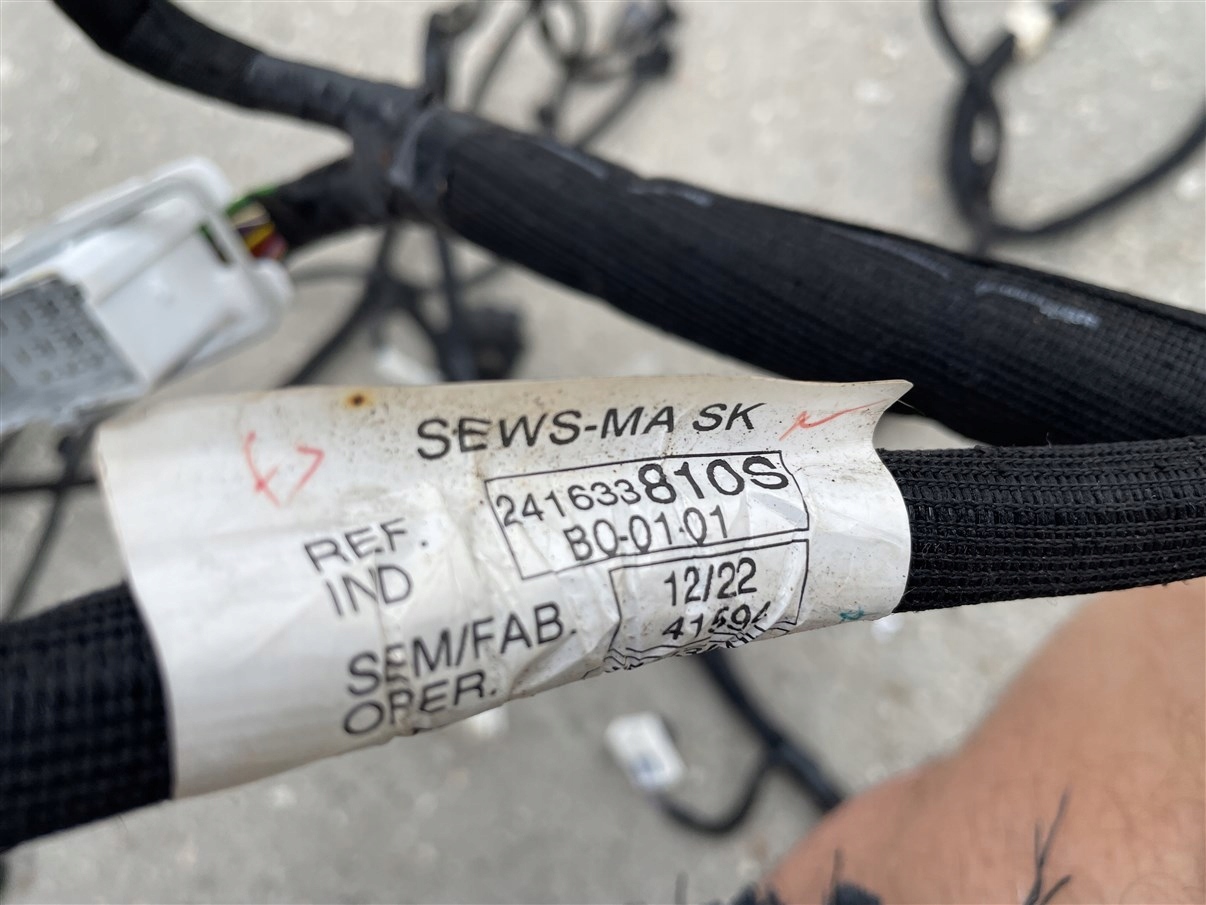 SEWS-MA SK
REF. 241633810S
IND B0-01-01
SEM/FAB. 12/22
OPER.